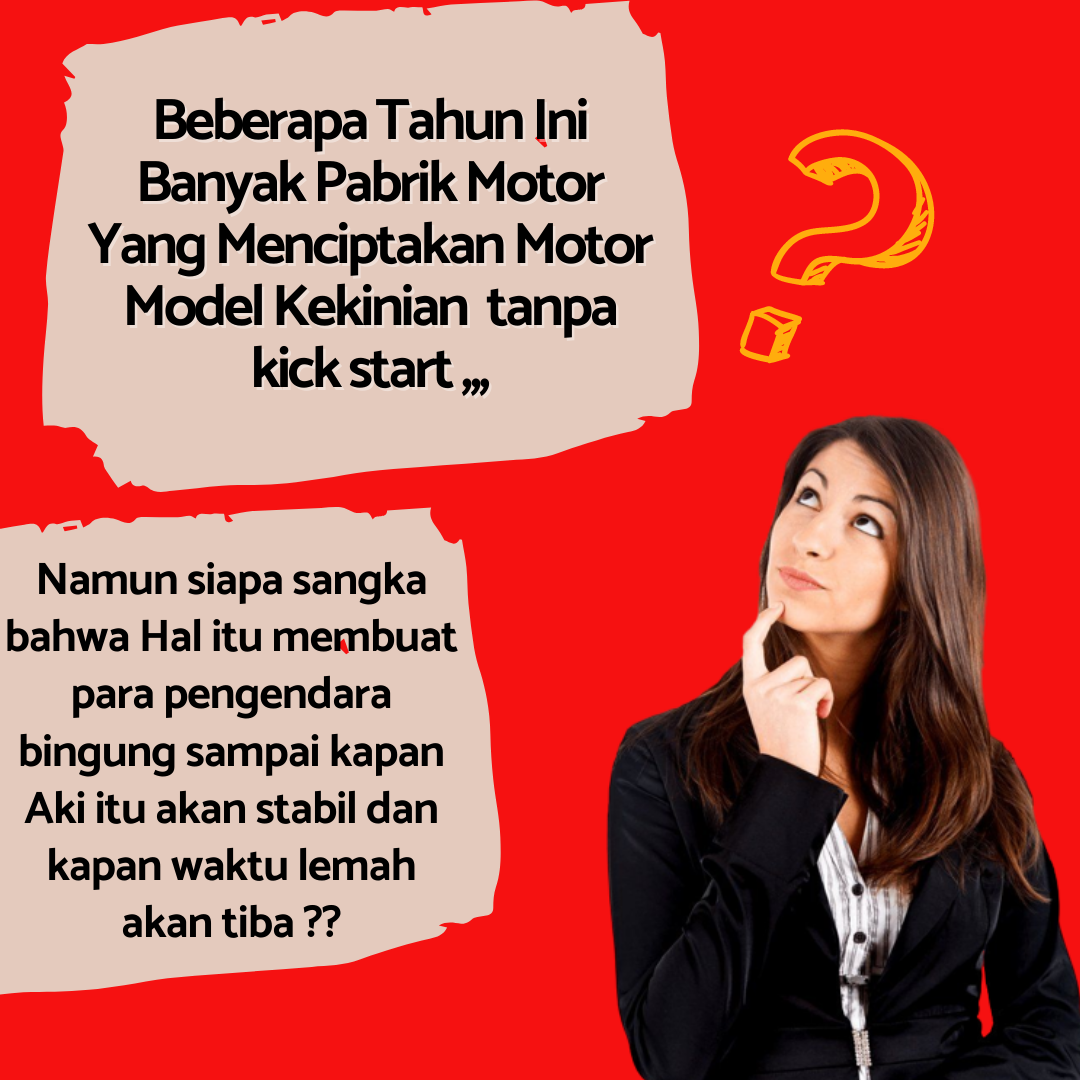 Beberapa Tahun Ini
Banyak Pabrik Motor
Yang Menciptakan Motor
Model Kekinian tanpa
kick start ,,,
?
Namun siapa sangka
bahwa Hal itu membuat
para pengendara
bingung sampai kapan
Aki itu akan stabil dan
kapan waktu lemah
akan tiba ??